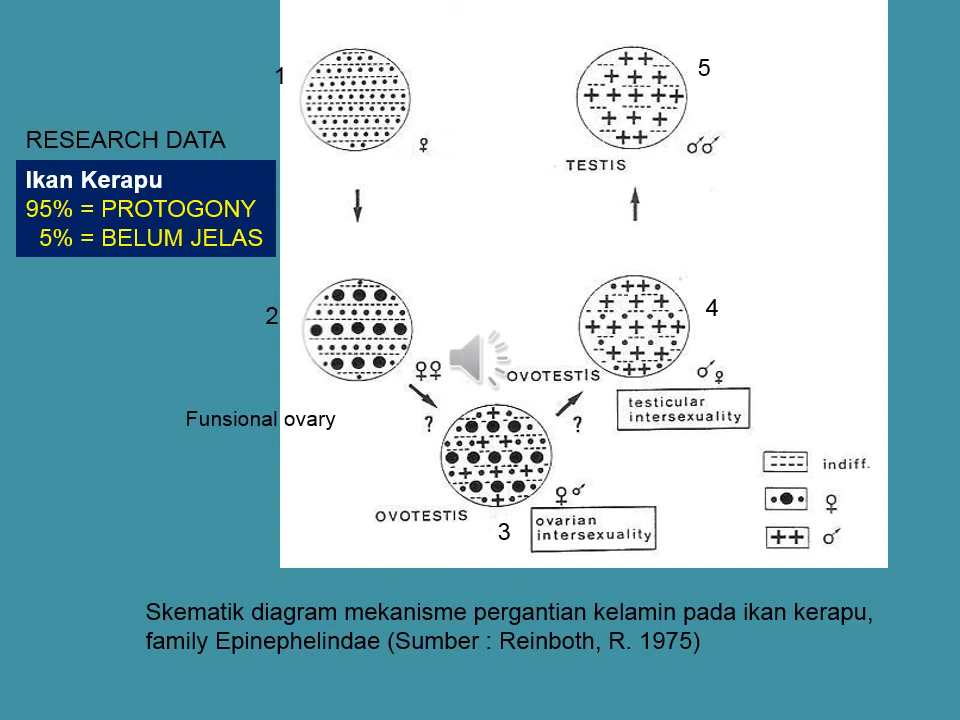 1
♀
RESEARCH DATA
Ikan Kerapu
95% = PROTOGONY
5% = BELUM JELAS
2
♀♀
Funsional ovary
?
OVOTESTIS
3
♀♂
ovarian
intersexuality
?
OVOTESTIS
4
♂♀
testicular
intersexuality
5
♂♂
TESTIS
indiff.
♀
++ ♂
Skematik diagram mekanisme pergantian kelamin pada ikan kerapu,
family Epinephelindae (Sumber : Reinboth, R. 1975)